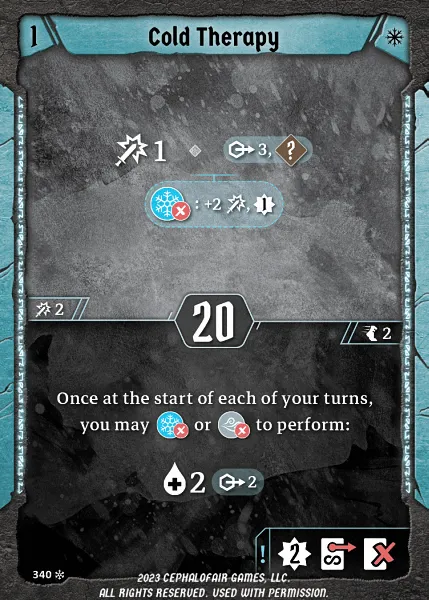 1
Cold Therapy
1
3, ?
: +2 , 1
2
20
2
Once at the start of each of your turns,
you may or to perform:
2
2
! 2
340
2023 CEPHALOFAIR GAMES, LLC.
ALL RIGHTS RESERVED. USED WITH PERMISSION.